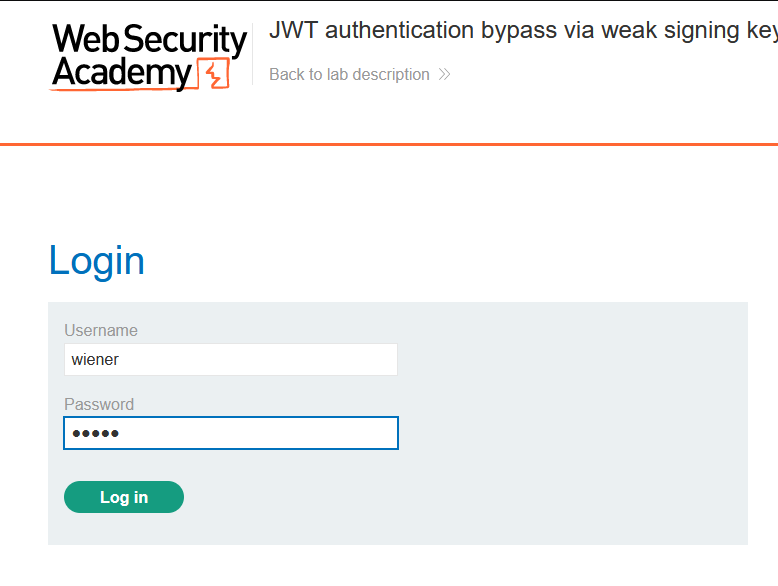 Web Security
Academy
JWT authentication bypass via weak signing key
Back to lab description
Login
Username
wiener
Password
•••••
Log in